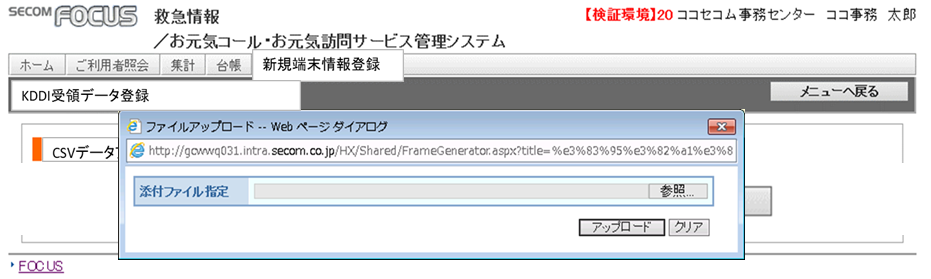 SECOM FOCUS 救急情報
／お元気コール・お元気訪問サービス管理システム
【検証環境】20 ココセコム事務センター ココ事務 太郎
ホーム ご利用者照会 集計 台帳 新規端末情報登録
KDDI受領データ登録 メニューへ戻る
ファイルアップロード -- Web ページ ダイアログ
http://gcwwq031.intra.secom.co.jp/HX/Shared/FrameGenerator.aspx?title=%e3%83%95%e3%82%a1%e3%8
CSVデータ
添付ファイル指定 参照...
アップロード クリア
FOCUS